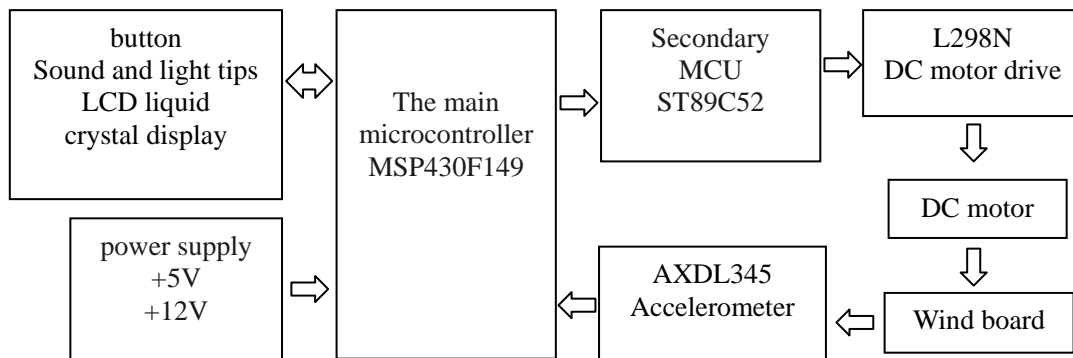 button
Sound and light tips
LCD liquid
crystal display
The main
microcontroller
MSP430F149
Secondary
MCU
ST89C52
L298N
DC motor drive
DC motor
power supply
+5V
+12V
AXDL345
Accelerometer
Wind board